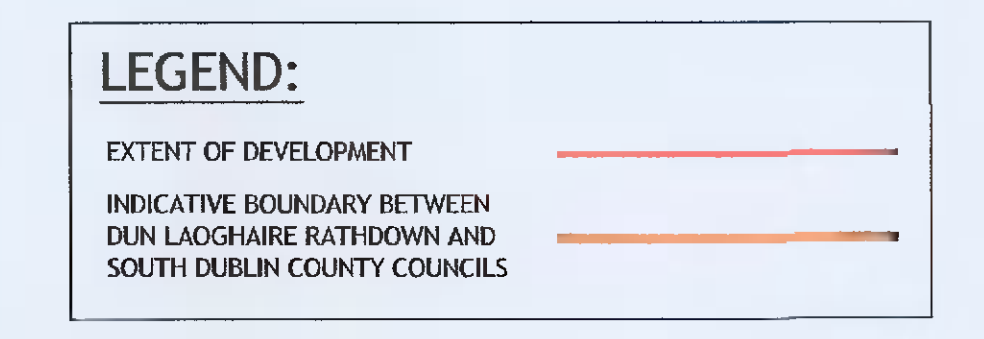 LEGEND:
EXTENT OF DEVELOPMENT
INDICATIVE BOUNDARY BETWEEN
DUN LAOGHAIRE RATHDOWN AND
SOUTH DUBLIN COUNTY COUNCILS